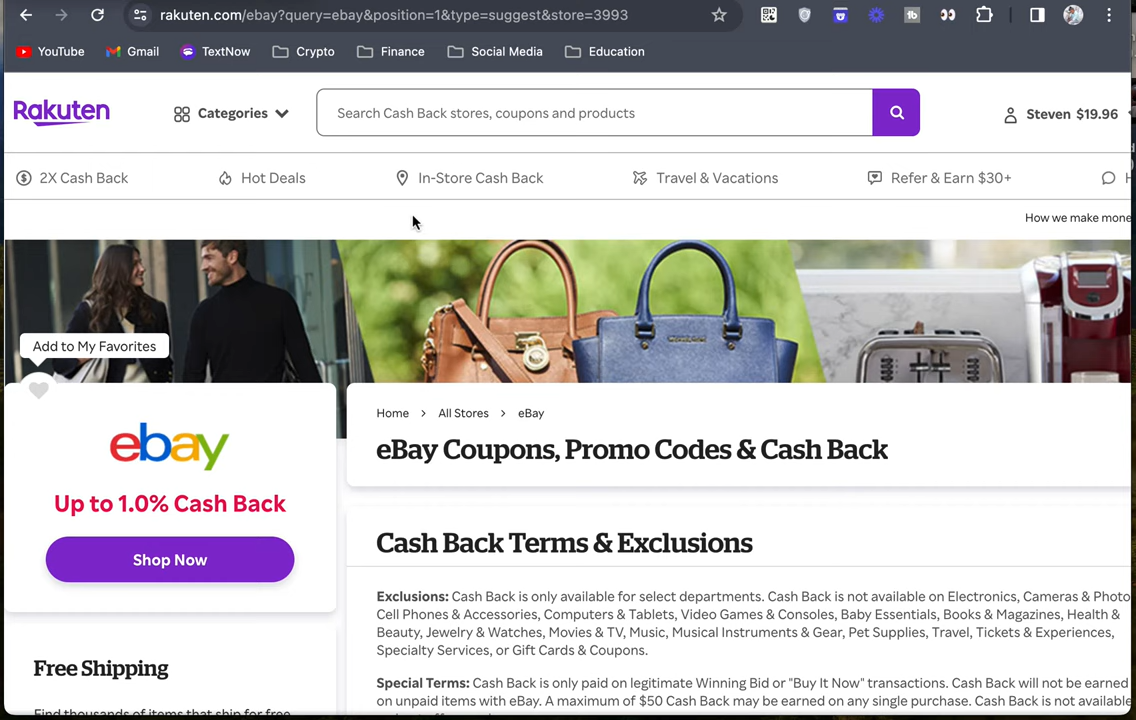 rakuten.com/ebay?query=ebay&position=1&type=suggest&store=3993
YouTube Gmail TextNow Crypto Finance Social Media Education
Rakuten Categories Search Cash Back stores, coupons and products Steven $19.96
2X Cash Back Hot Deals In-Store Cash Back Travel & Vacations Refer & Earn $30+ H
How we make mone
Add to My Favorites
ebay
Up to 1.0% Cash Back
Shop Now
Free Shipping
Find thousands of items that ship for free
Home > All Stores > eBay
eBay Coupons, Promo Codes & Cash Back
Cash Back Terms & Exclusions
Exclusions: Cash Back is only available for select departments. Cash Back is not available on Electronics, Cameras & Photo
Cell Phones & Accessories, Computers & Tablets, Video Games & Consoles, Baby Essentials, Books & Magazines, Health &
Beauty, Jewelry & Watches, Movies & TV, Music, Musical Instruments & Gear, Pet Supplies, Travel, Tickets & Experiences,
Specialty Services, or Gift Cards & Coupons.
Special Terms: Cash Back is only paid on legitimate Winning Bid or "Buy It Now" transactions. Cash Back will not be earned
on unpaid items with eBay. A maximum of $50 Cash Back may be earned on any single purchase. Cash Back is not available